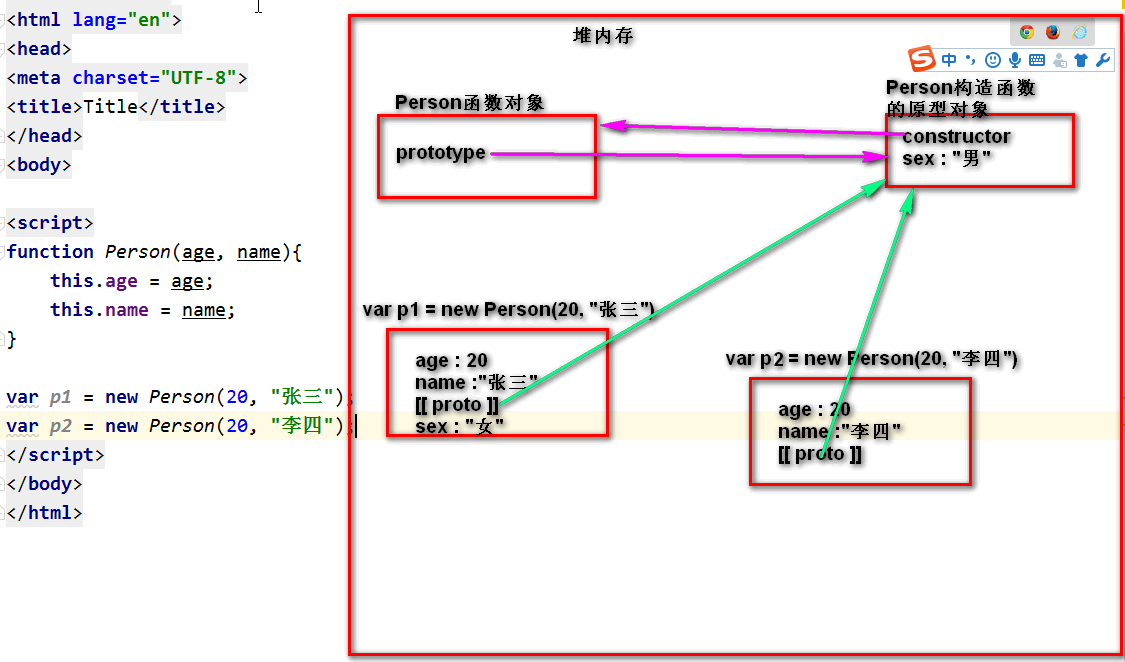 <html lang="en">
<head>
<meta charset="UTF-8">
<title>Title</title>
</head>
<body>
<script>
function Person(age, name){
this.age = age;
this.name = name;
}
var p1 = new Person(20, "张三");
var p2 = new Person(20, "李四");
</script>
</body>
</html>
堆内存
中
Person函数对象
prototype
Person构造函数
的原型对象
constructor
sex : "男"
var p1 = new Person(20, "张三")
age : 20
name :"张三"
[[ proto ]]
sex : "女"
var p2 = new Person(20, "李四")
age : 20
name :"李四"
[[ proto ]]